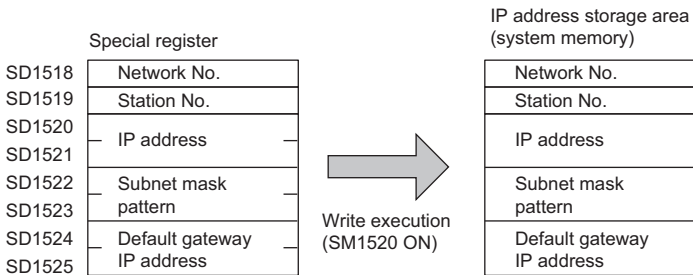 Special register
SD1518 Network No.
SD1519 Station No.
SD1520
IP address
SD1521
SD1522 Subnet mask
SD1523 pattern
SD1524 Default gateway
SD1525 IP address
Write execution
(SM1520 ON)
IP address storage area
(system memory)
Network No.
Station No.
IP address
Subnet mask
pattern
Default gateway
IP address